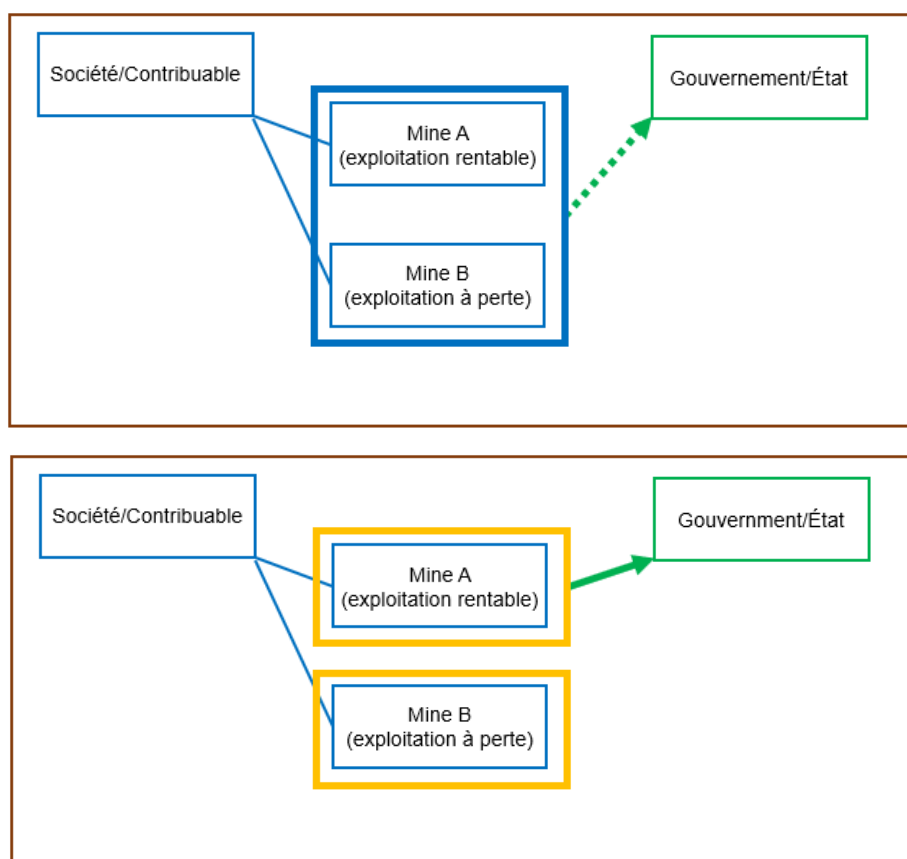 Société/Contribuable
Gouvernement/État
Mine A
(exploitation rentable)
Mine B
(exploitation à perte)
Société/Contribuable
Gouvernment/État
Mine A
(exploitation rentable)
Mine B
(exploitation à perte)